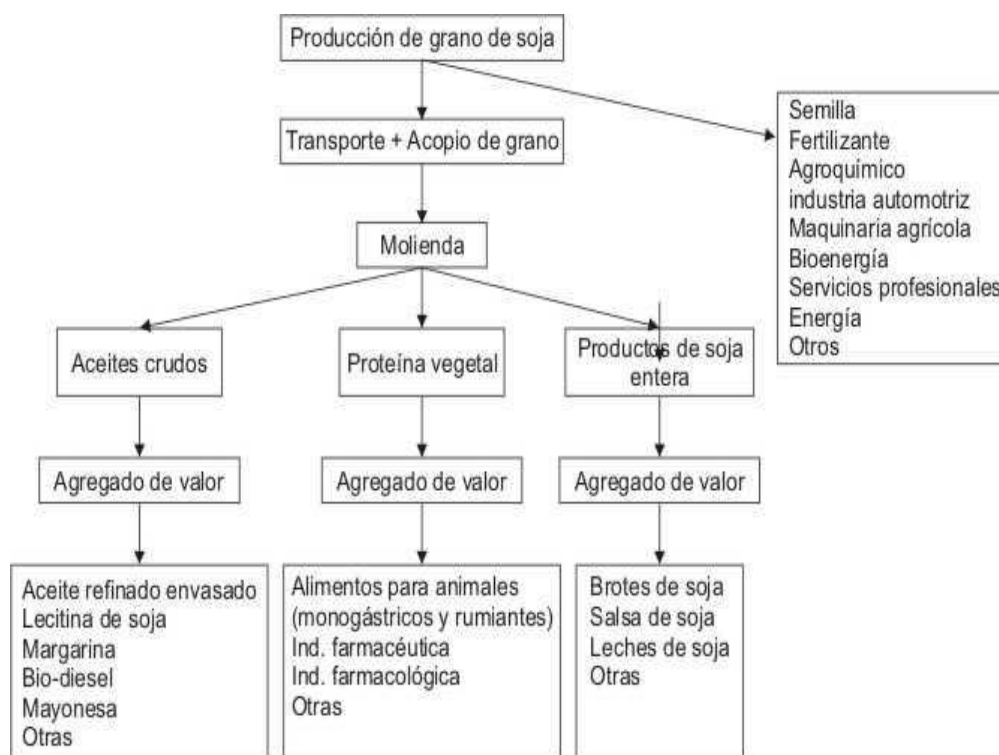 Producción de grano de soja
Transporte + Acopio de grano
Semilla
Fertilizante
Agroquímico
industria automotriz
Maquinaria agrícola
Bioenergía
Servicios profesionales
Energía
Otros
Molienda
Aceites crudos
Proteína vegetal
Productos de soja
entera
Agregado de valor
Agregado de valor
Agregado de valor
Aceite refinado envasado
Lecitina de soja
Margarina
Bio-diesel
Mayonesa
Otras
Alimentos para animales
(monogástricos y rumiantes)
Ind. farmacéutica
Ind. farmacológica
Otras
Brotes de soja
Salsa de soja
Leches de soja
Otras